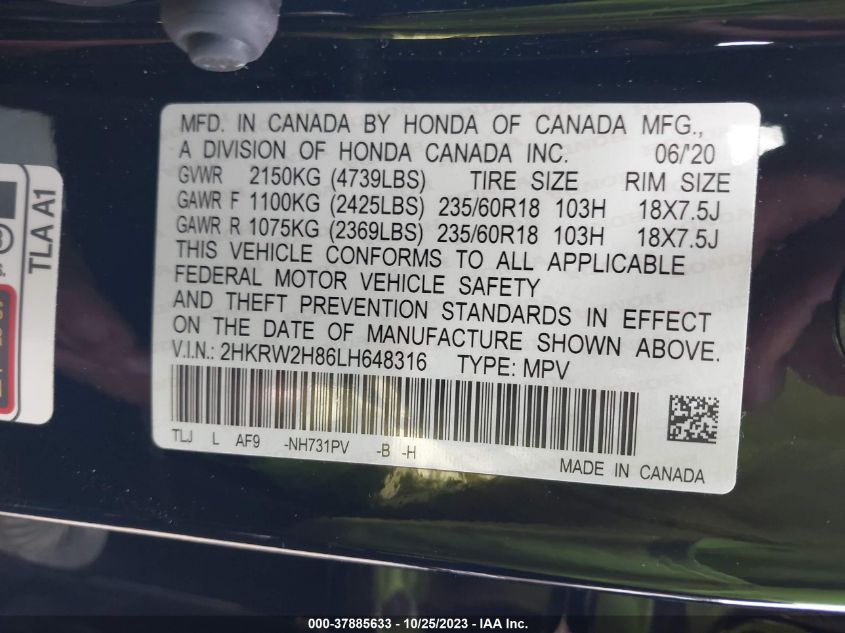 MFD. IN CANADA BY HONDA OF CANADA MFG.,
A DIVISION OF HONDA CANADA INC. 06/'20
GVWR 2150KG (4739LBS) TIRE SIZE RIM SIZE
GAWR F 1100KG (2425LBS) 235/60R18 103H 18X7.5J
GAWR R 1075KG (2369LBS) 235/60R18 103H 18X7.5J
THIS VEHICLE CONFORMS TO ALL APPLICABLE
FEDERAL MOTOR VEHICLE SAFETY
AND THEFT PREVENTION STANDARDS IN EFFECT
ON THE DATE OF MANUFACTURE SHOWN ABOVE.
V.I.N.: 2HKRW2H86LH648316 TYPE: MPV
TLJ L AF9 -NH731PV -B -H
MADE IN CANADA
TLA A1
000-37885633 - 10/25/2023 - IAA Inc.